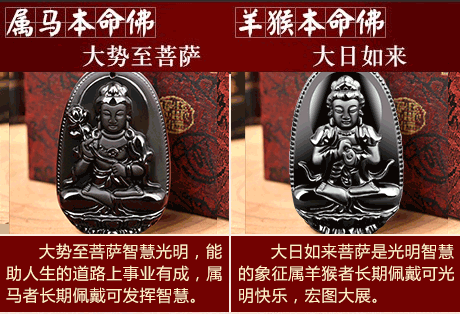 属马本命佛
大势至菩萨
大势至菩萨智慧光明，能
助人生的道路上事业有成，属
马者长期佩戴可发挥智慧。
羊猴本命佛
大日如来
大日如来菩萨是光明智慧
的象征属羊猴者长期佩戴可光
明快乐，宏图大展。